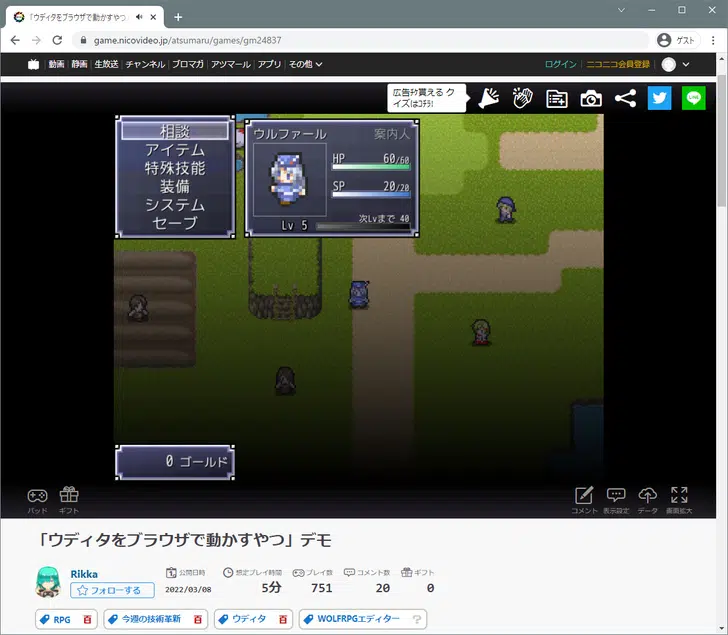 「ウディタをブラウザで動かすやつ」
game.nicovideo.jp/atsumaru/games/gm24837
ゲスト
動画 静画 生放送 チャンネル ブロマガ アツマール アプリ その他
ログイン ニコニコ会員登録
広告ﾁｹ貰える ク
イズはｺﾁﾗ!
LINE
相談
アイテム
特殊技能
装備
システム
セーブ
ウルファール 案内人
HP 60/60
SP 20/20
次Lvまで 40
Lv 5
0 ゴールド
パッド ギフト
コメント 表示設定 データ 画面拡大
「ウディタをブラウザで動かすやつ」デモ
Rikka
フォローする
公開日時 想定プレイ時間 プレイ数 コメント数 ギフト
2022/03/08 5分 751 20 0
RPG 百 今週の技術革新 百 ウディタ 百 WOLFRPGエディター ?